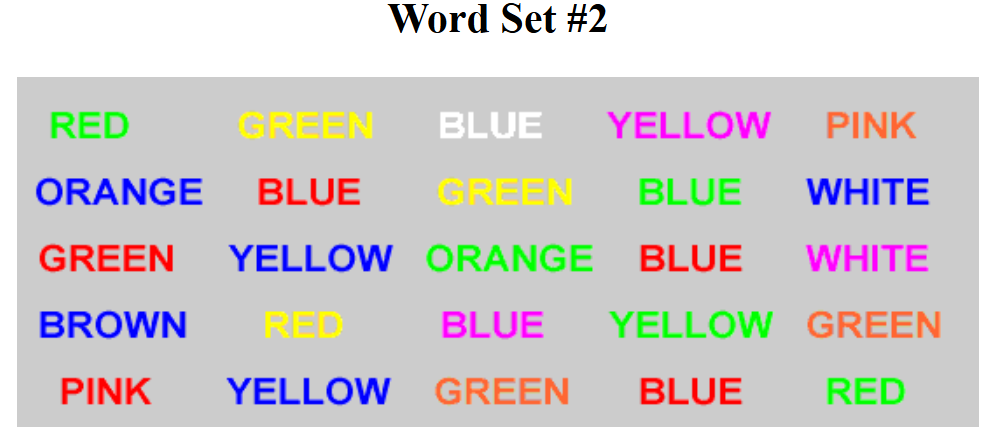 Word Set #2
RED GREEN BLUE YELLOW PINK
ORANGE BLUE GREEN BLUE WHITE
GREEN YELLOW ORANGE BLUE WHITE
BROWN RED BLUE YELLOW GREEN
PINK YELLOW GREEN BLUE RED